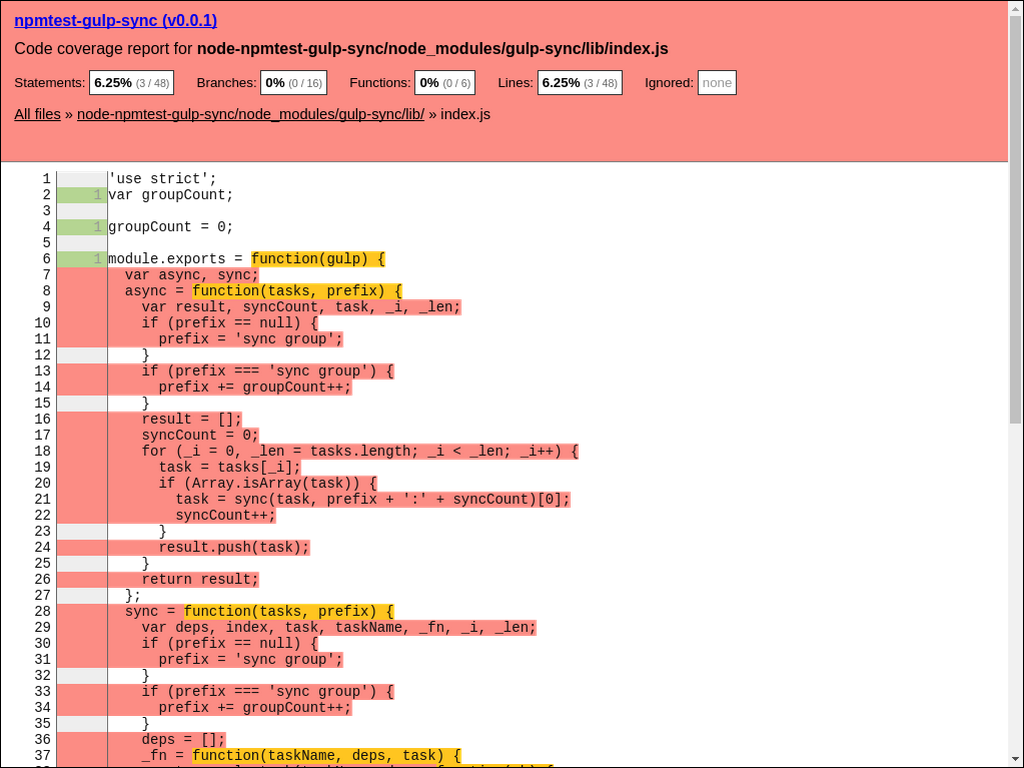 npmtest-gulp-sync (v0.0.1)
Code coverage report for node-npmtest-gulp-sync/node_modules/gulp-sync/lib/index.js
Statements: 6.25% (3 / 48) Branches: 0% (0 / 16) Functions: 0% (0 / 6) Lines: 6.25% (3 / 48) Ignored: none
All files » node-npmtest-gulp-sync/node_modules/gulp-sync/lib/ » index.js
1 'use strict';
2 1 var groupCount;
3
4 1 groupCount = 0;
5
6 1 module.exports = function(gulp) {
7 var async, sync;
8 async = function(tasks, prefix) {
9 var result, syncCount, task, _i, _len;
10 if (prefix == null) {
11 prefix = 'sync group';
12 }
13 if (prefix === 'sync group') {
14 prefix += groupCount++;
15 }
16 result = [];
17 syncCount = 0;
18 for (_i = 0, _len = tasks.length; _i < _len; _i++) {
19 task = tasks[_i];
20 if (Array.isArray(task)) {
21 task = sync(task, prefix + ':' + syncCount)[0];
22 syncCount++;
23 }
24 result.push(task);
25 }
26 return result;
27 };
28 sync = function(tasks, prefix) {
29 var deps, index, task, taskName, _fn, _i, _len;
30 if (prefix == null) {
31 prefix = 'sync group';
32 }
33 if (prefix === 'sync group') {
34 prefix += groupCount++;
35 }
36 deps = [];
37 _fn = function(taskName, deps, task) {